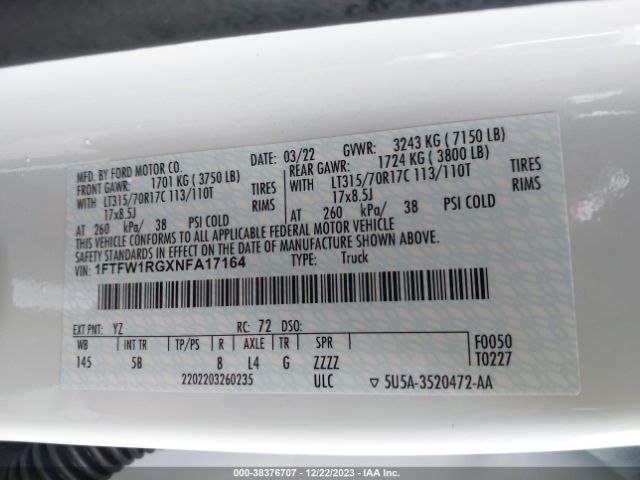 MFD. BY FORD MOTOR CO.
DATE: 03/22 GVWR: 3243 KG ( 7150 LB)
FRONT GAWR: 1701 KG ( 3750 LB) REAR GAWR: 1724 KG ( 3800 LB)
WITH LT315/70R17C 113/110T TIRES WITH LT315/70R17C 113/110T TIRES
17x8.5J RIMS 17x8.5J RIMS
AT 260 kPa/ 38 PSI COLD AT 260 kPa/ 38 PSI COLD
THIS VEHICLE CONFORMS TO ALL APPLICABLE FEDERAL MOTOR VEHICLE
SAFETY STANDARDS IN EFFECT ON THE DATE OF MANUFACTURE SHOWN ABOVE.
VIN: 1FTFW1RGXNFA17164 TYPE: Truck
EXT PNT: YZ RC: 72 DSO:
WB INT TR TP/PS R AXLE TR SPR F0050
145 5B B L4 G ZZZZ T0227
2202203260235 ULC 5U5A-3520472-AA
000-38376707 - 12/22/2023 - IAA Inc.